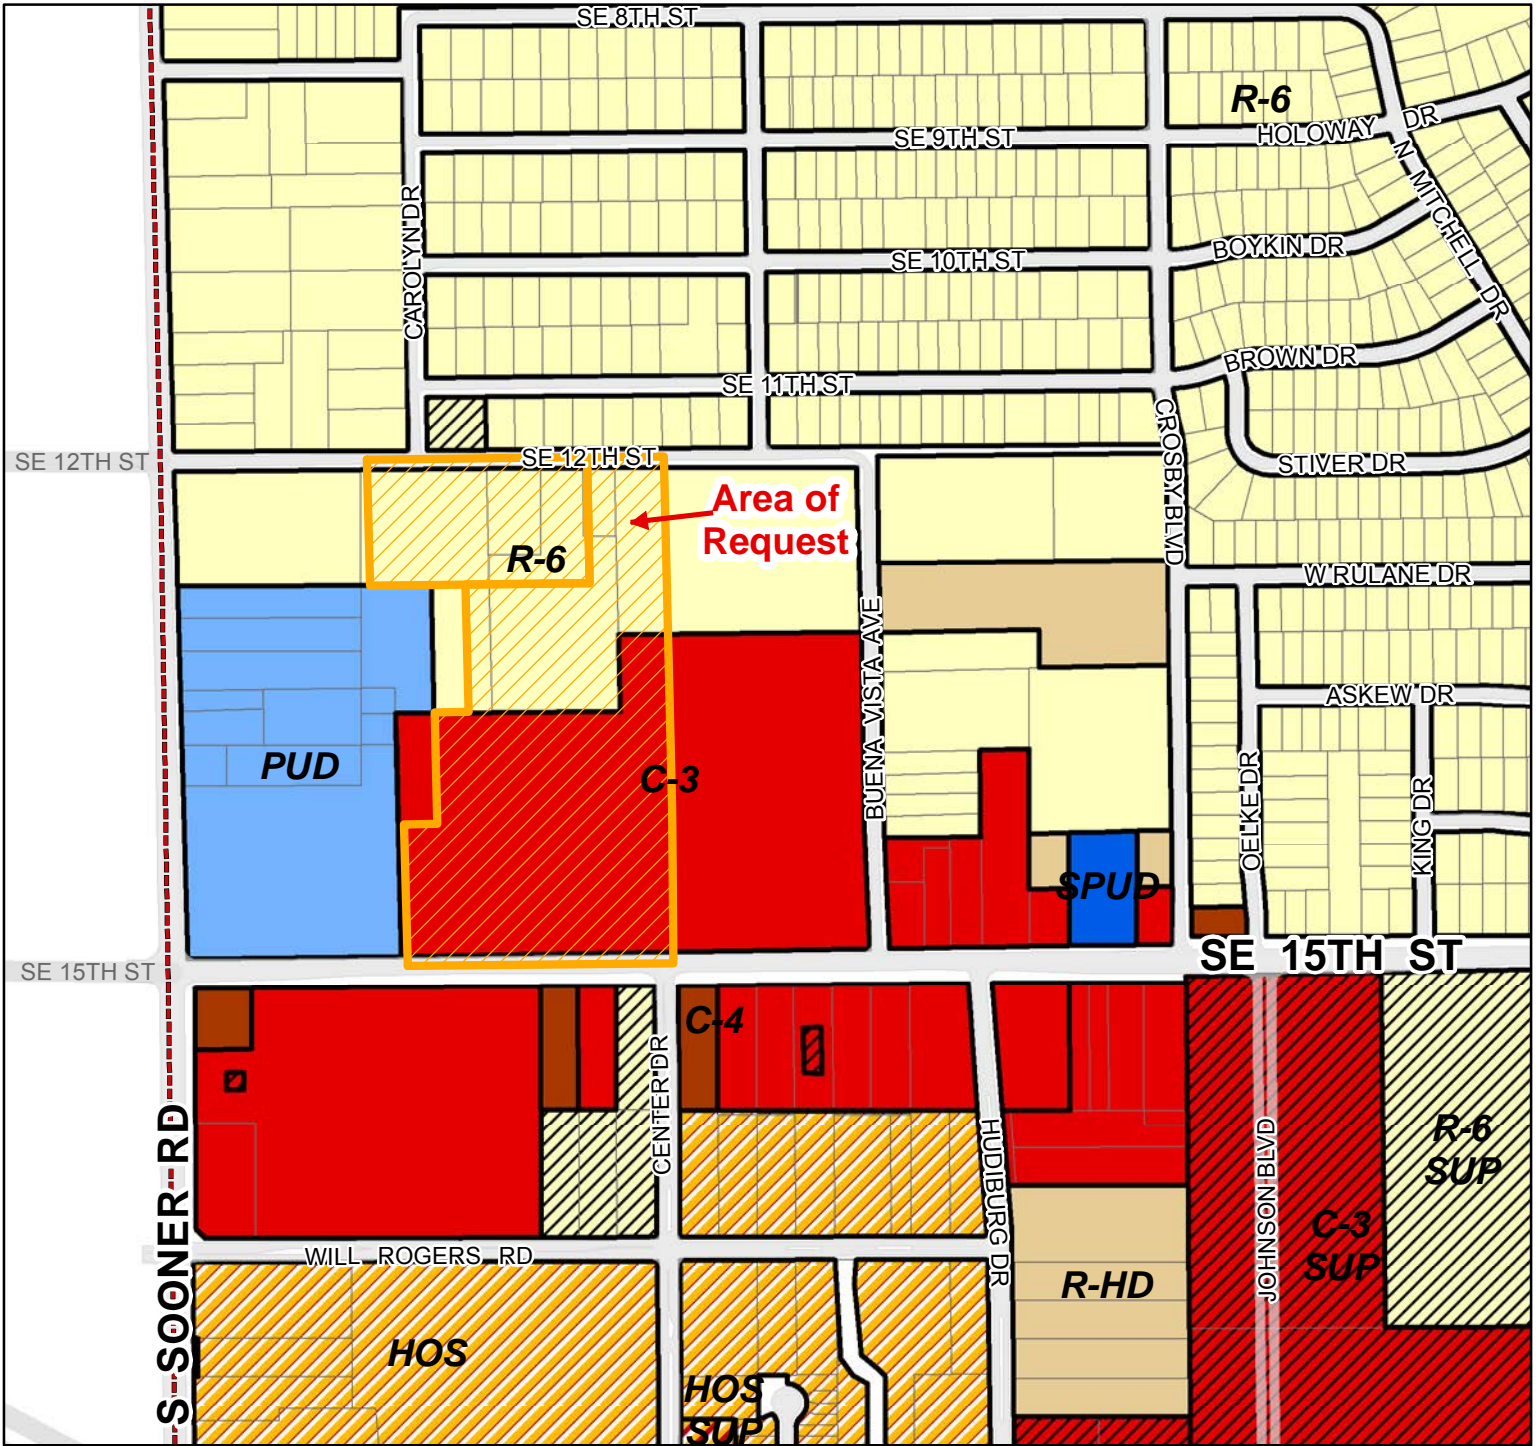 SE 8TH ST
R-6
HOLOWAY DR
SE 9TH ST
N MITCHELL DR
CAROLYN DR
BOYKIN DR
SE 10TH ST
BROWN DR
SE 11TH ST
CROSBY BLVD
SE 12TH ST
SE 12TH ST
STIVER DR
Area of
Request
R-6
W RULANE DR
BUENA VISTA AVE
ASKEW DR
PUD
C-3
OELKE DR
KING DR
SPUD
SE 15TH ST
SE 15TH ST
C-4
CENTER DR
S SOONER RD
HUDIBURG DR
JOHNSON BLVD
R-6
SUP
C-3
SUP
WILL ROGERS RD
R-HD
HOS
HOS
SUP